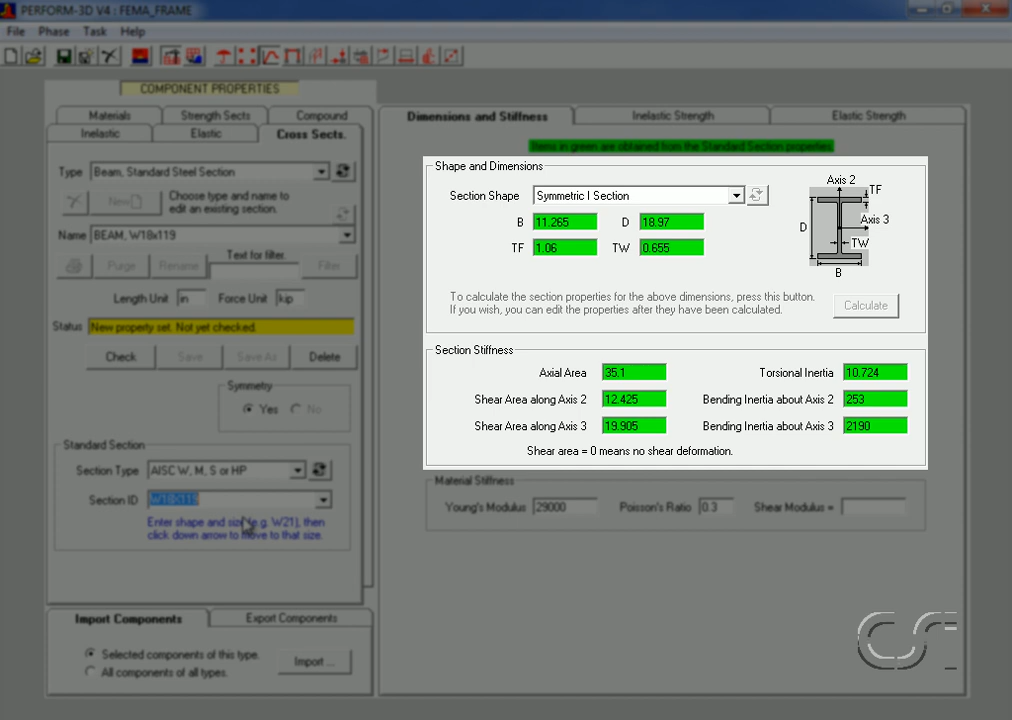 PERFORM-3D V4 : FEMA_FRAME
File Phase Task Help
COMPONENT PROPERTIES
Materials Strength Sects Compound
Inelastic Elastic Cross Sects.
Type Beam, Standard Steel Section
New
Choose type and name to
edit an existing section.
Name BEAM, W18x119
Text for filter.
Purge Rename Filter
Length Unit in Force Unit kip
Status New property set. Not yet checked.
Check Save Save As Delete
Symmetry
Yes No
Standard Section
Section Type AISC W, M, S or HP
Section ID W18X119
Enter shape and size (e.g. W21), then
click down arrow to move to that size.
Import Components Export Components
Selected components of this type.
All components of all types.
Import ...
Dimensions and Stiffness Inelastic Strength Elastic Strength
Items in green are obtained from the Standard Section properties.
Shape and Dimensions
Section Shape Symmetric I Section
B 11.265 D 18.97
TF 1.06 TW 0.655
Axis 2
TF
Axis 3
D
TW
B
To calculate the section properties for the above dimensions, press this button.
If you wish, you can edit the properties after they have been calculated.
Calculate
Section Stiffness
Axial Area 35.1 Torsional Inertia 10.724
Shear Area along Axis 2 12.425 Bending Inertia about Axis 2 253
Shear Area along Axis 3 19.905 Bending Inertia about Axis 3 2190
Shear area = 0 means no shear deformation.
Material Stiffness
Young's Modulus 29000 Poisson's Ratio 0.3 Shear Modulus =
CSI